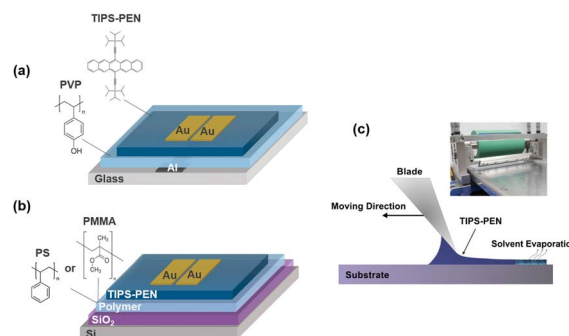 TIPS-PEN
(a)
PVP
n
OH
Au Au
Al
Glass
(b)
PMMA
PS
or
n
CH₃
O
O
CH₃
n
Au Au
TIPS-PEN
Polymer
SiO₂
Si
(c)
Blade
Moving Direction
TIPS-PEN
Solvent Evaporation
Substrate